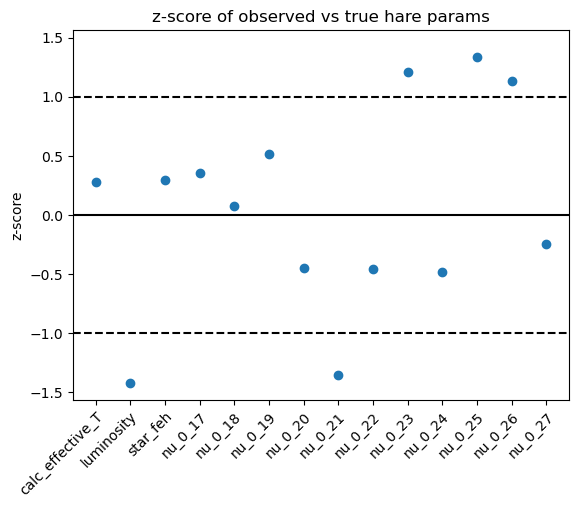 z-score of observed vs true hare params
1.5
1.0
0.5
0.0
−0.5
−1.0
−1.5
z-score
calc_effective_T
luminosity
star_feh
nu_0_17
nu_0_18
nu_0_19
nu_0_20
nu_0_21
nu_0_22
nu_0_23
nu_0_24
nu_0_25
nu_0_26
nu_0_27